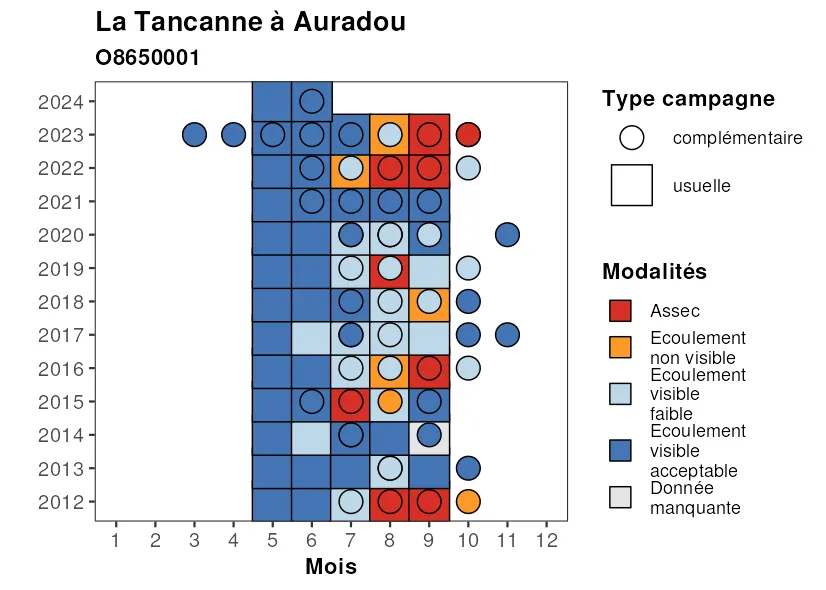 La Tancanne à Auradou
O8650001
2024
2023
2022
2021
2020
2019
2018
2017
2016
2015
2014
2013
2012
1 2 3 4 5 6 7 8 9 10 11 12
Mois
Type campagne
complémentaire
usuelle
Modalités
Assec
Ecoulement
non visible
Ecoulement
visible
faible
Ecoulement
visible
acceptable
Donnée
manquante